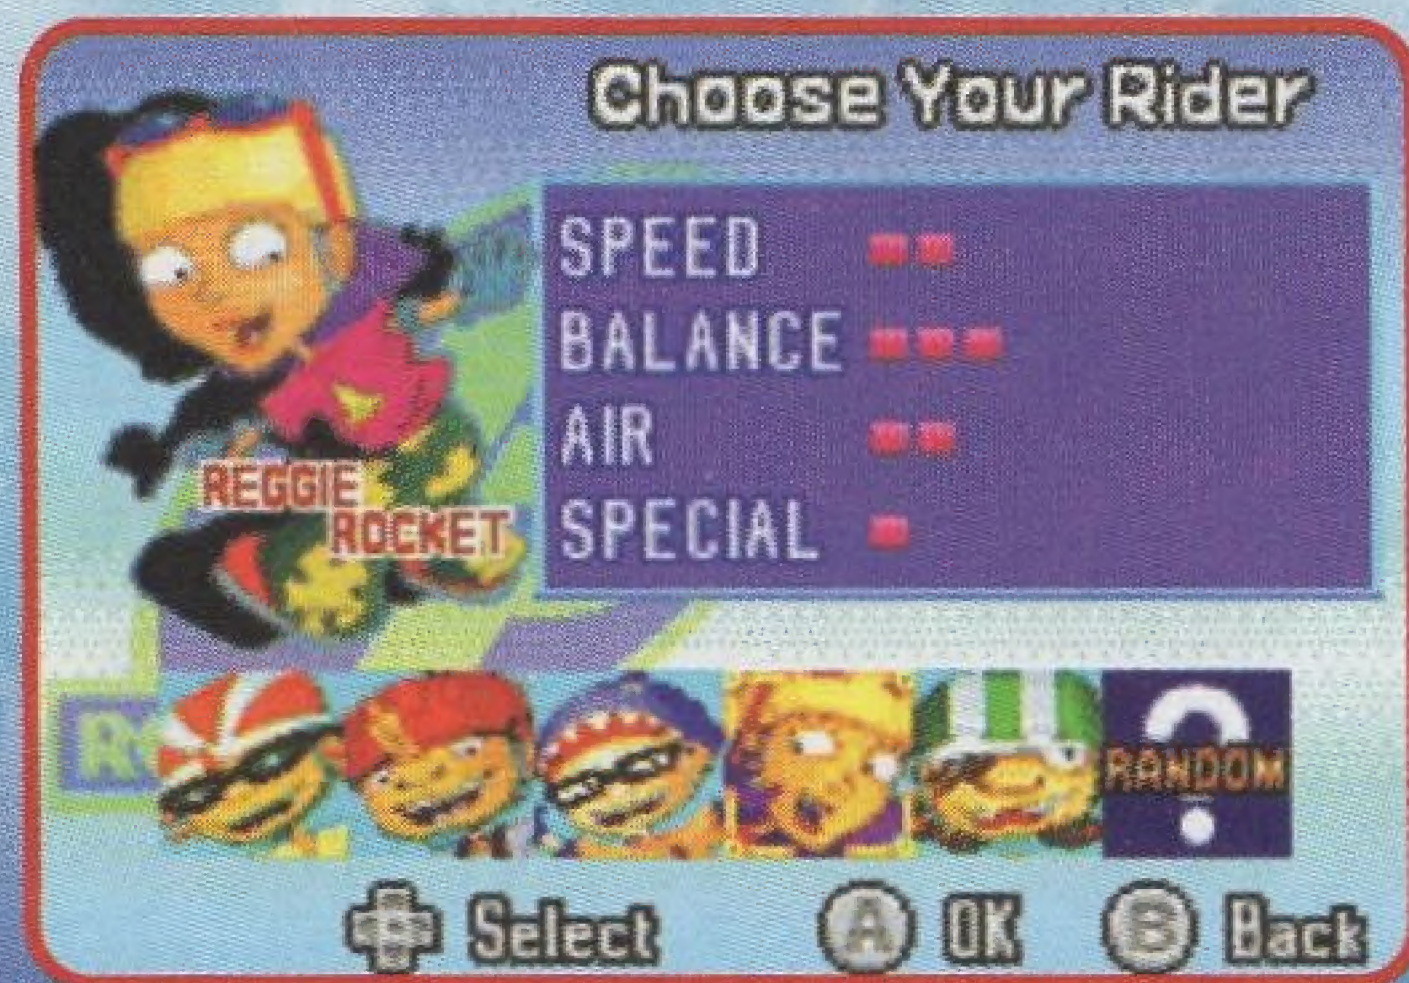 Choose Your Rider
SPEED
BALANCE
AIR
SPECIAL
REGGIE
ROCKET
RANDOM
Select
A OK
B Back